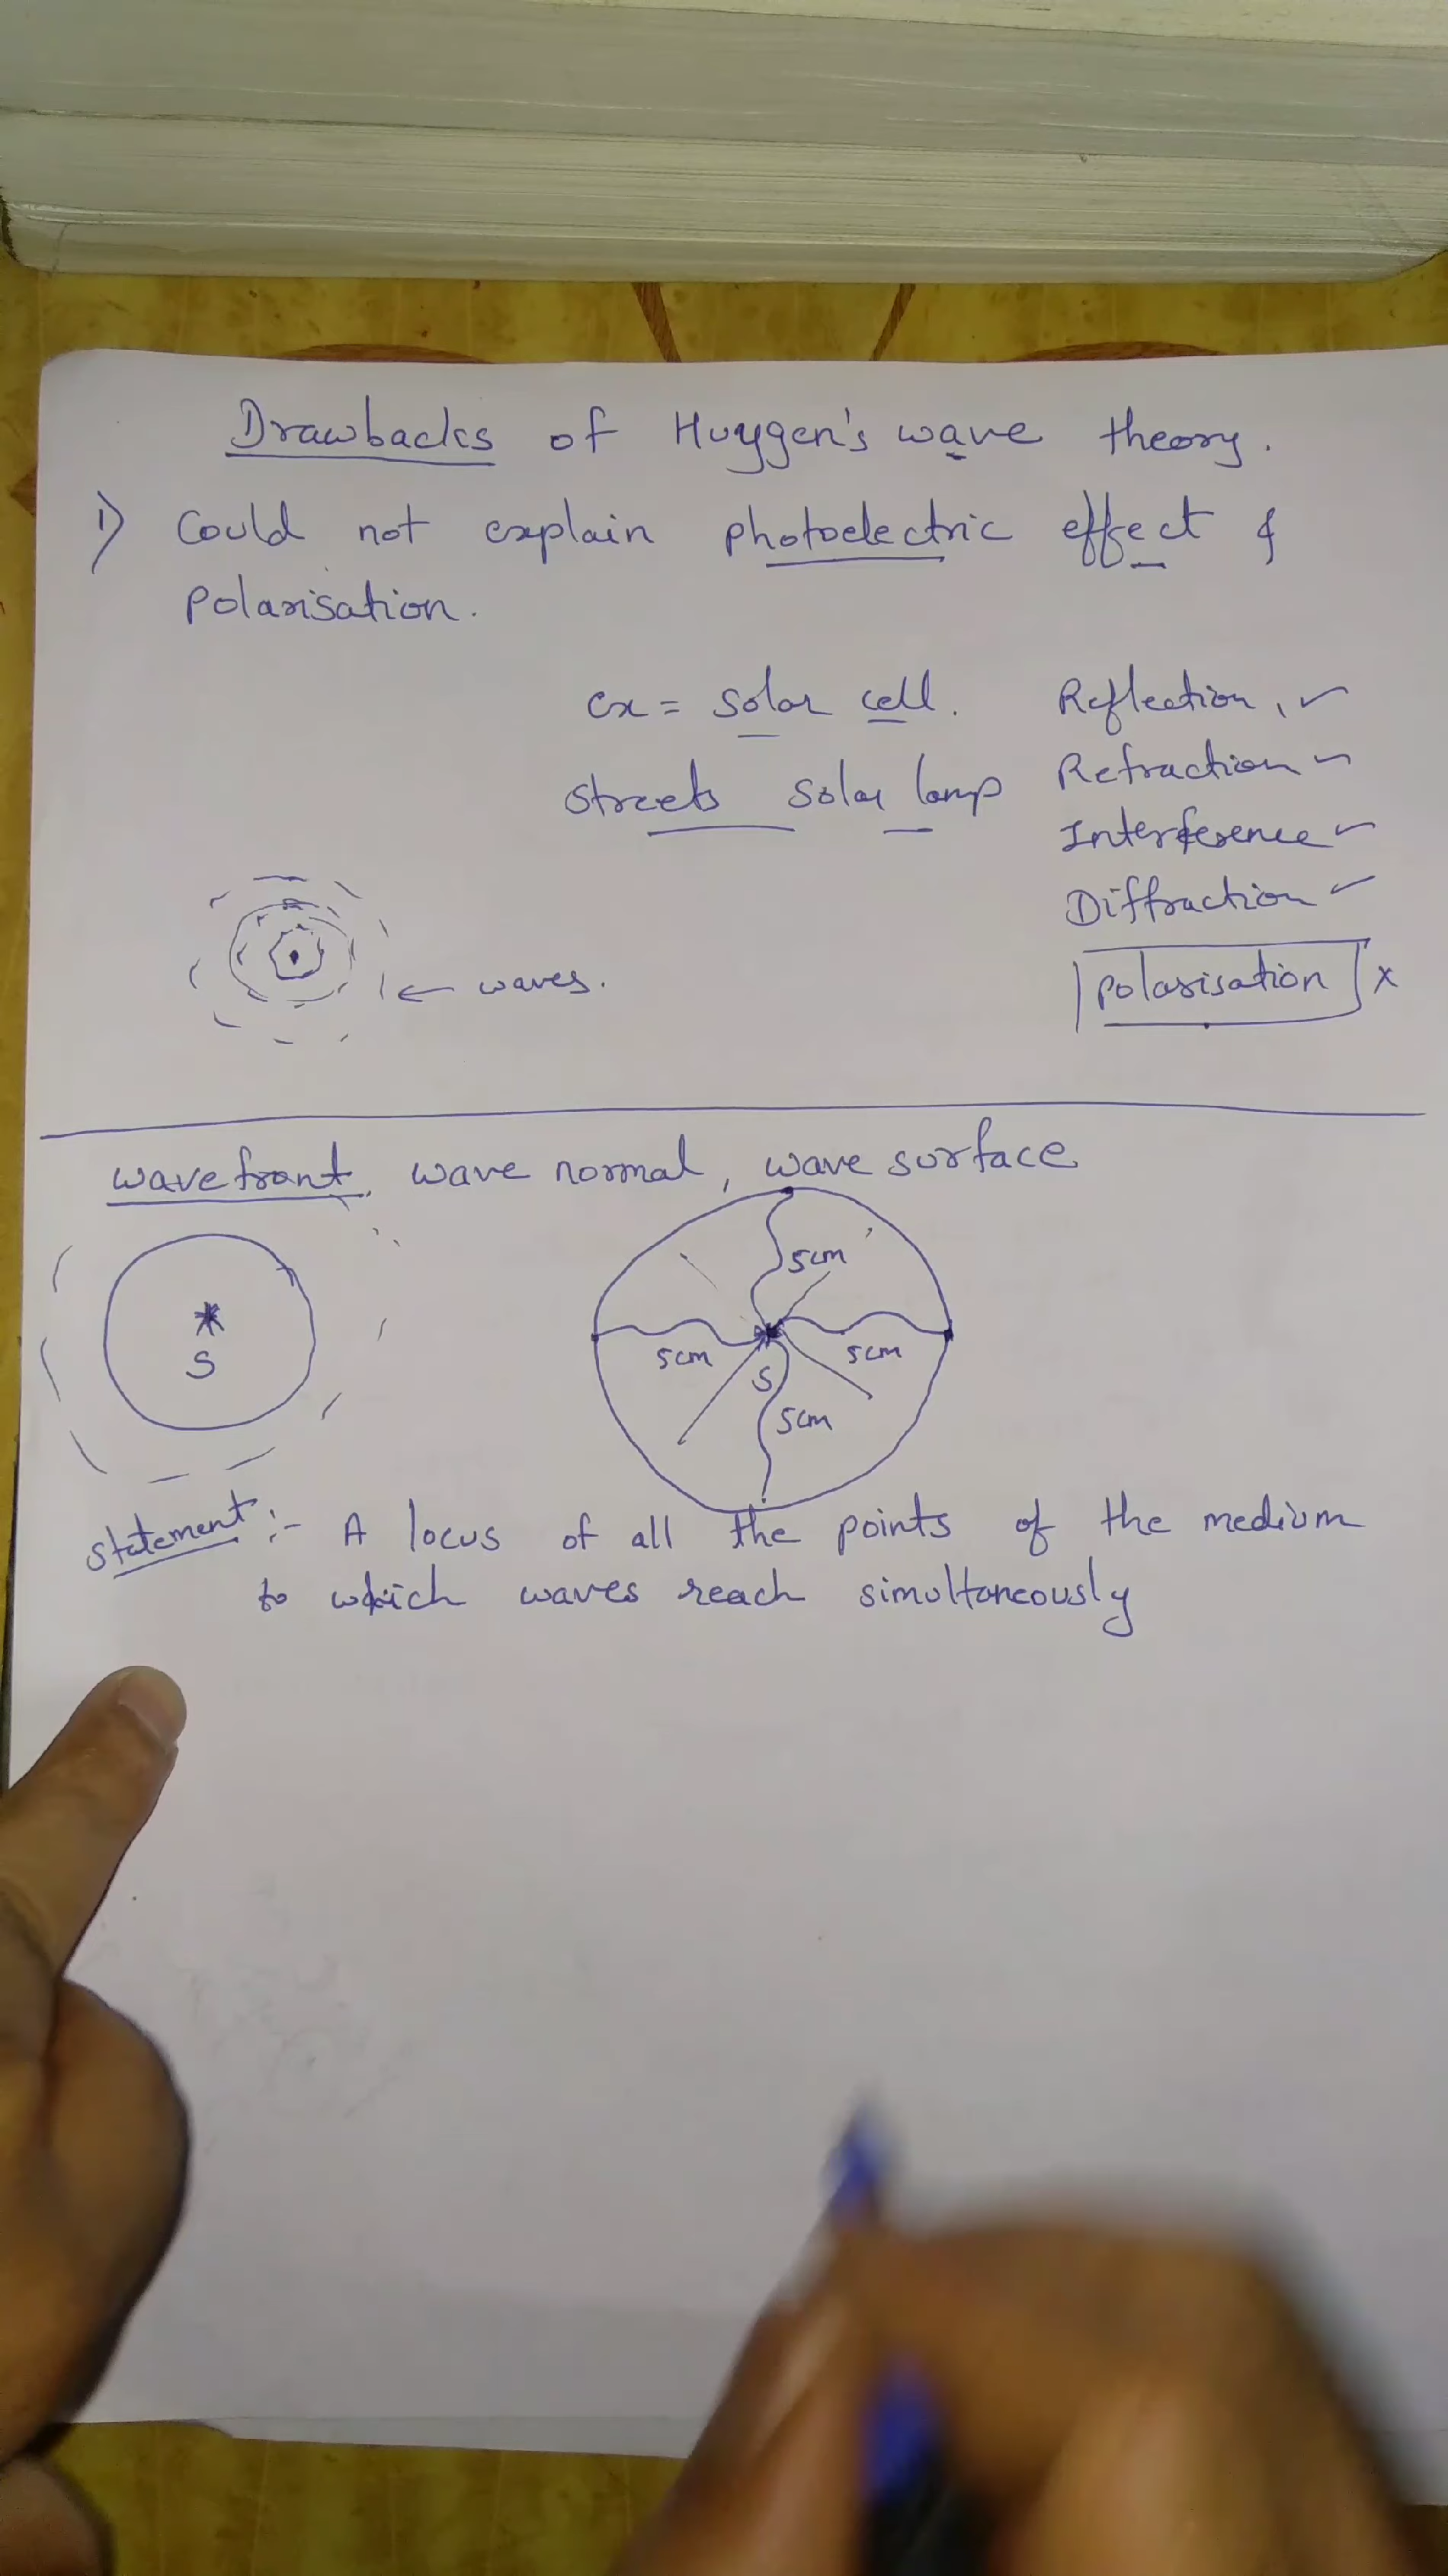 Drawbacks of Huygen's wave theory.
1) Could not explain photoelectric effect &
polarisation.
ex = solar cell.
streets solar lamp
Reflection, ✓
Refraction ✓
Interference ✓
Diffraction ✓
polarisation x
← waves.
wavefront, wave normal, wave surface
S
5cm
5cm
5cm
S
5cm
statement :- A locus of all the points of the medium
to which waves reach simultaneously